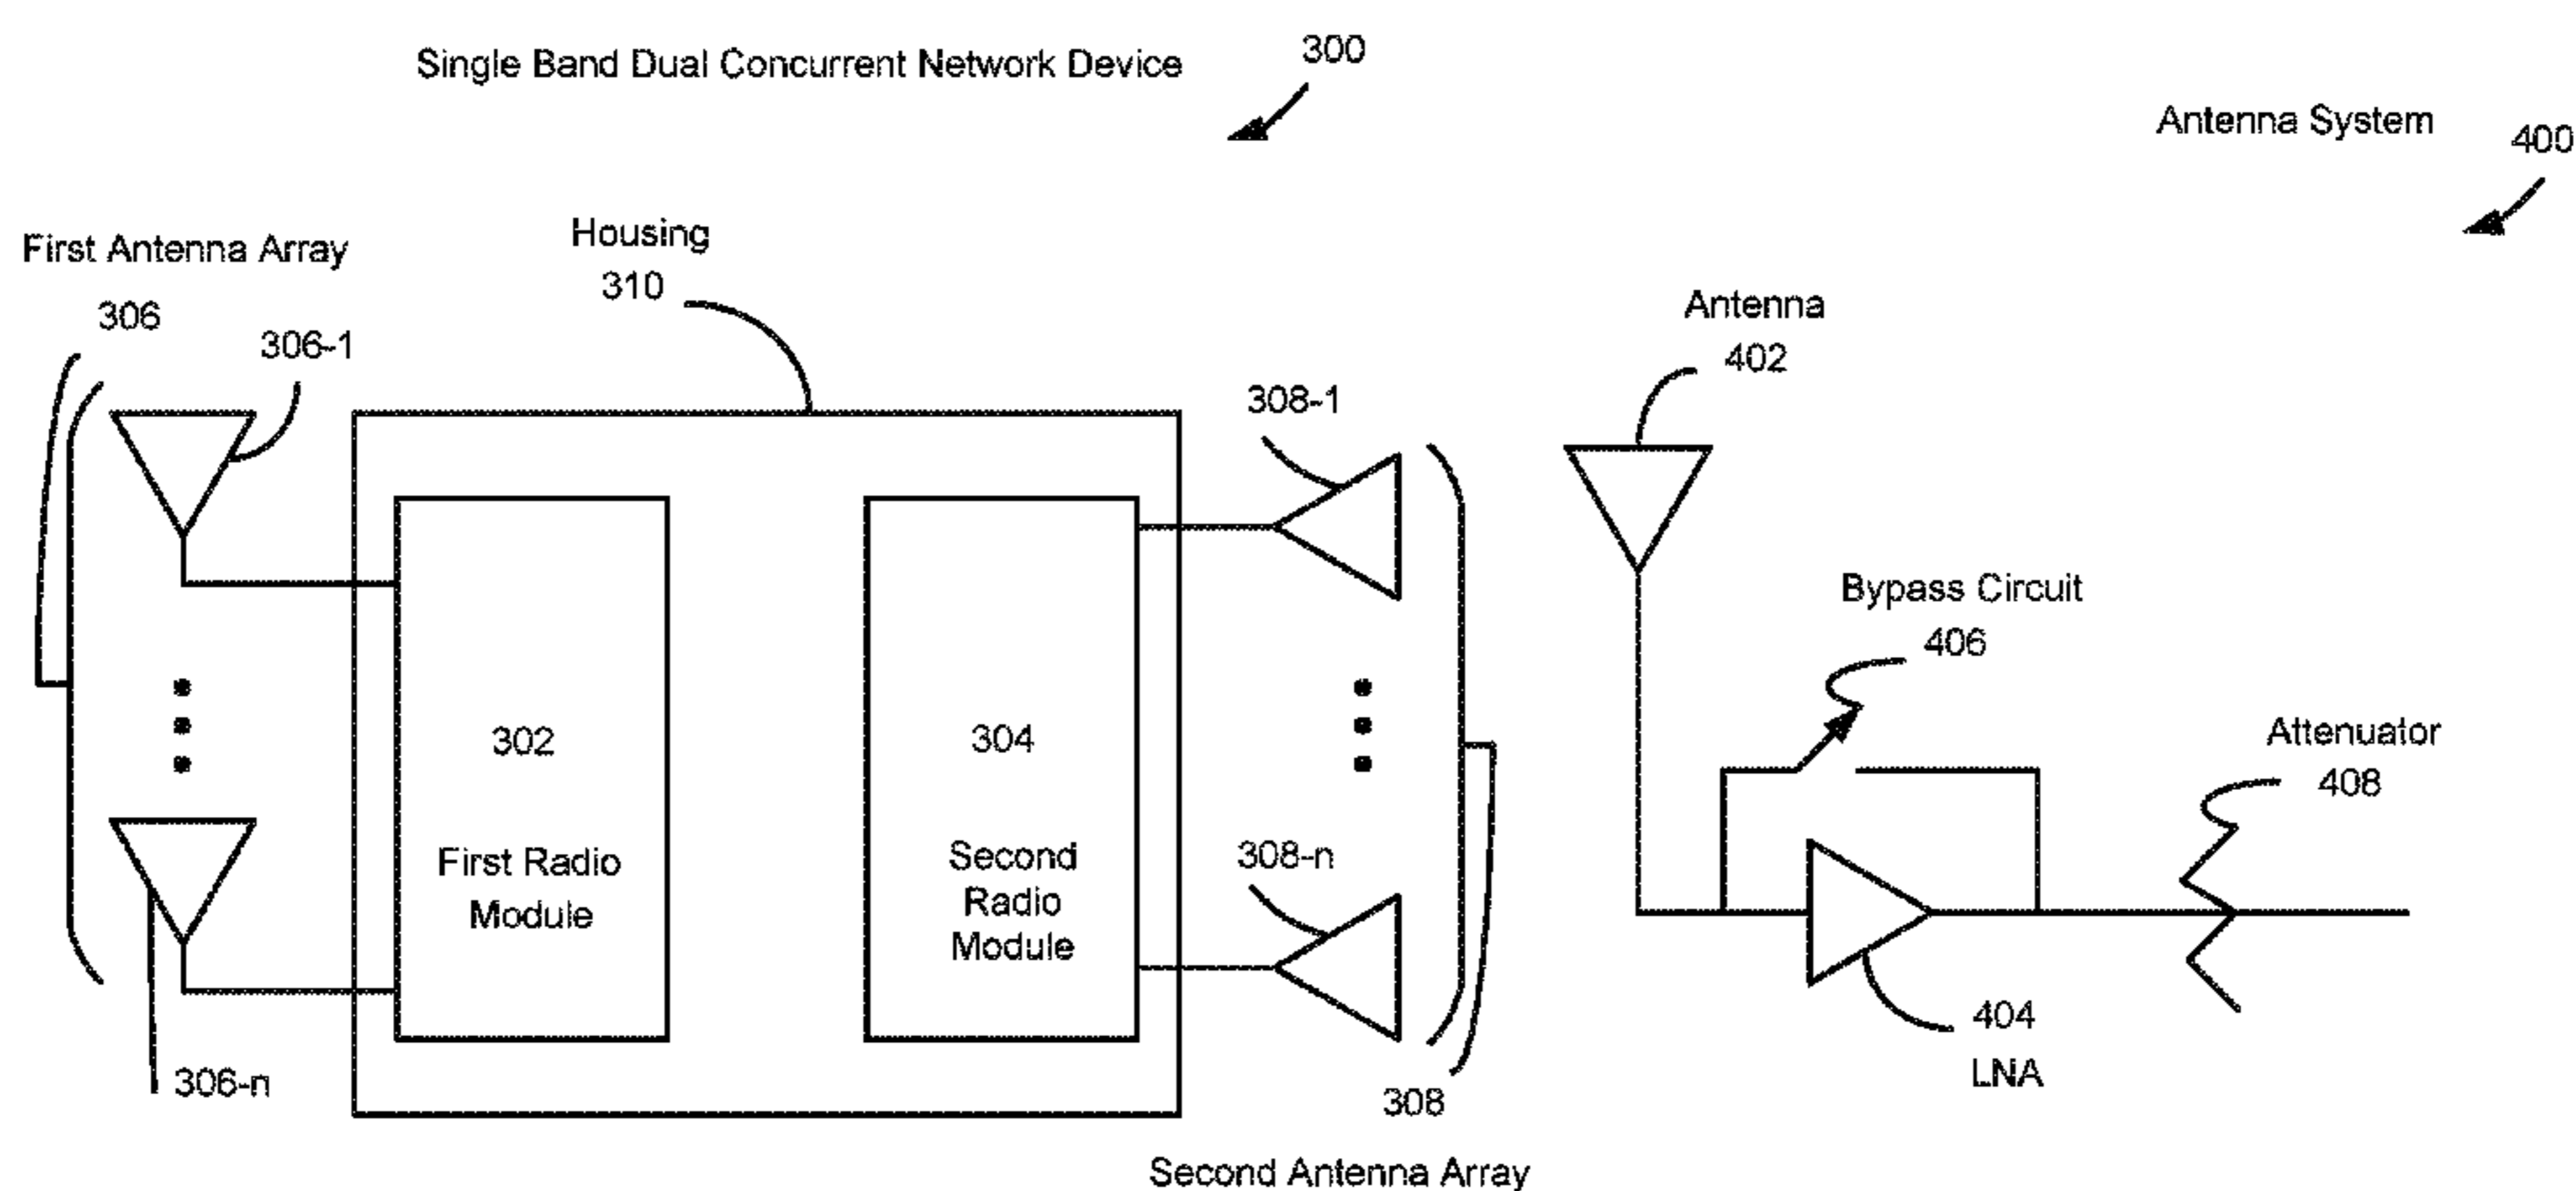 Single Band Dual Concurrent Network Device
300
First Antenna Array
306
306-1
Housing
310
308-1
302
First Radio
Module
304
Second
Radio
Module
308-n
306-n
308
Second Antenna Array
Antenna System
400
Antenna
402
Bypass Circuit
406
Attenuator
408
404
LNA